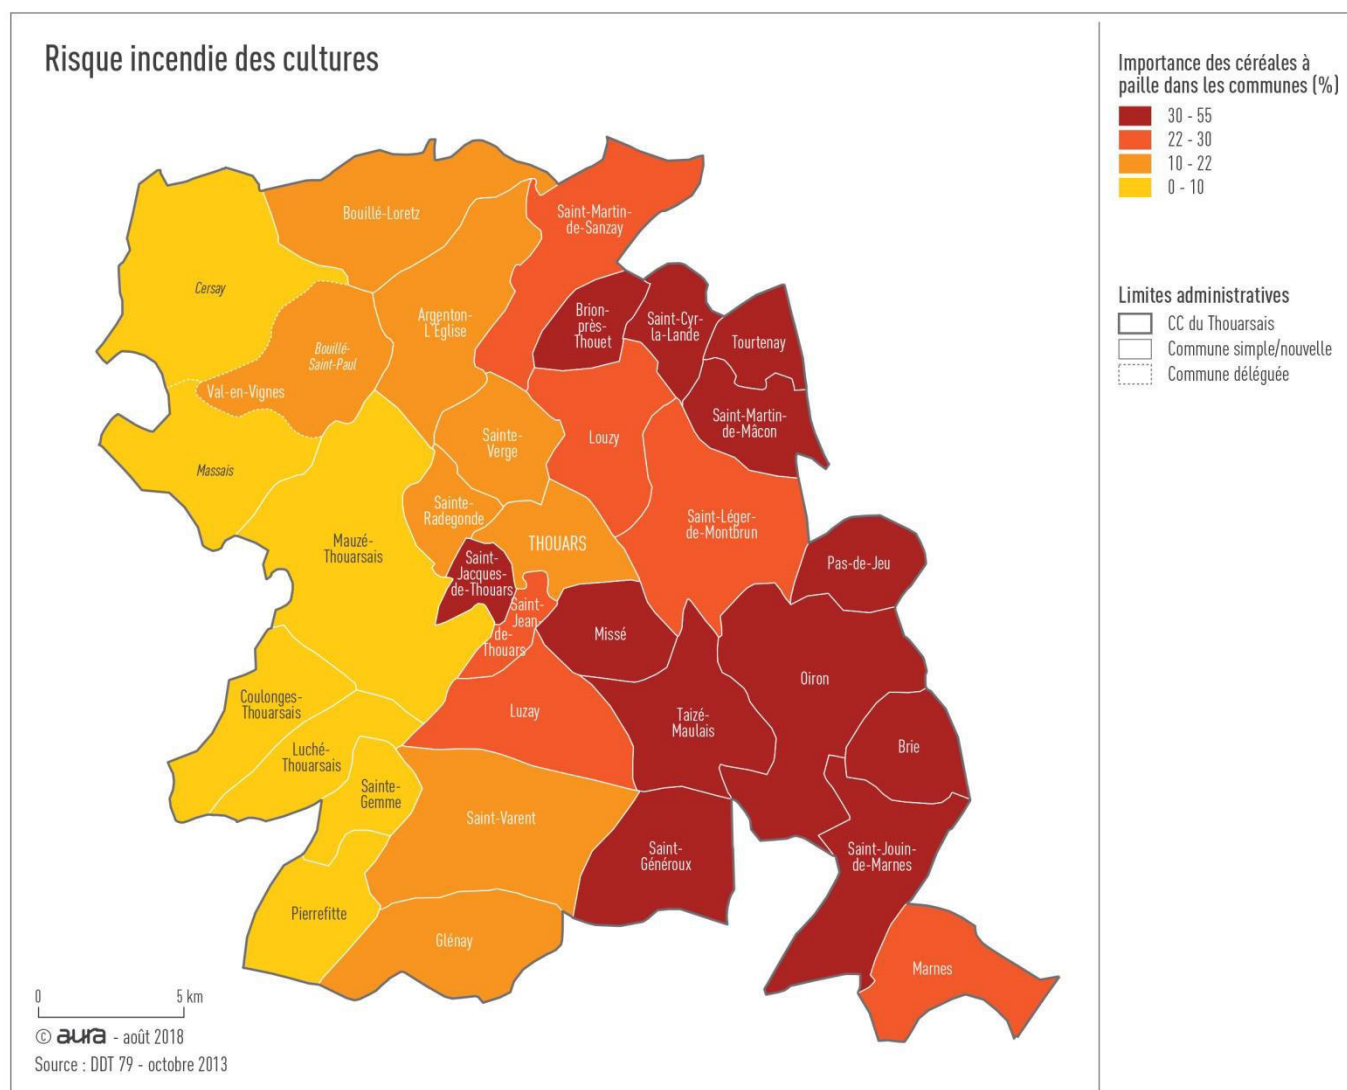 Risque incendie des cultures
Importance des céréales à
paille dans les communes (%)
30 - 55
22 - 30
10 - 22
0 - 10
Limites administratives
CC du Thouarsais
Commune simple/nouvelle
Commune déléguée
Bouillé-Loretz
Saint-Martin-
de-Sanzay
Cersay
Argenton-
L'Église
Brion-
près-
Thouet
Saint-Cyr-
la-Lande
Tourtenay
Bouillé-
Saint-Paul
Val-en-Vignes
Saint-Martin-
de-Mâcon
Sainte-
Verge
Louzy
Massais
Sainte-
Radegonde
Saint-Léger-
de-Montbrun
Mauzé-
Thouarsais
THOUARS
Saint-
Jacques-
de-Thouars
Pas-de-Jeu
Saint-
Jean-
de-
Thouars
Missé
Oiron
Coulonges-
Thouarsais
Luzay
Taizé-
Maulais
Luché-
Thouarsais
Brie
Sainte-
Gemme
Saint-Varent
Saint-
Généroux
Saint-Jouin-
de-Marnes
Pierrefitte
Glénay
Marnes
0 5 km
© aura - août 2018
Source : DDT 79 - octobre 2013